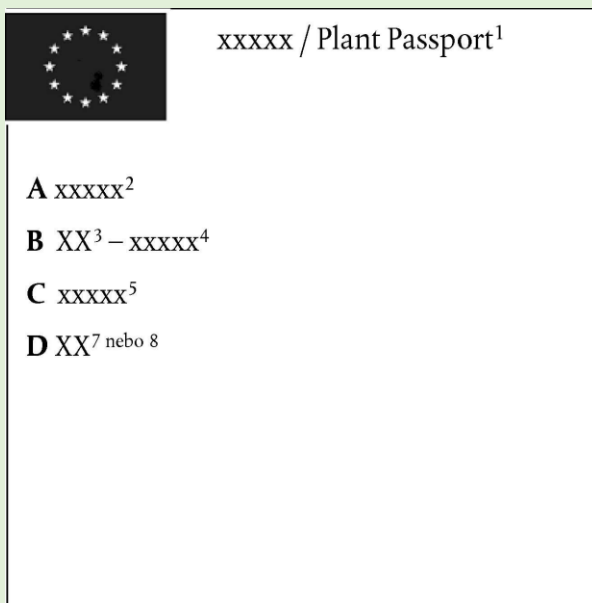 xxxxx / Plant Passport¹
A xxxxx²
B XX³ – xxxxx⁴
C xxxxx⁵
D XX⁷ ⁿᵉᵇᵒ ⁸